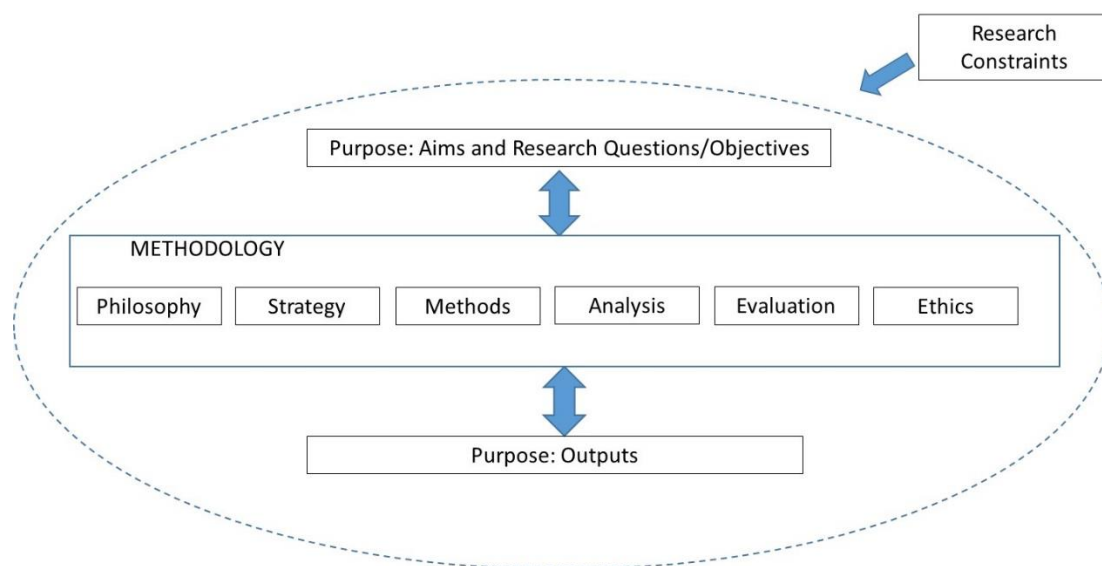 Research
Constraints
Purpose: Aims and Research Questions/Objectives
METHODOLOGY
Philosophy
Strategy
Methods
Analysis
Evaluation
Ethics
Purpose: Outputs